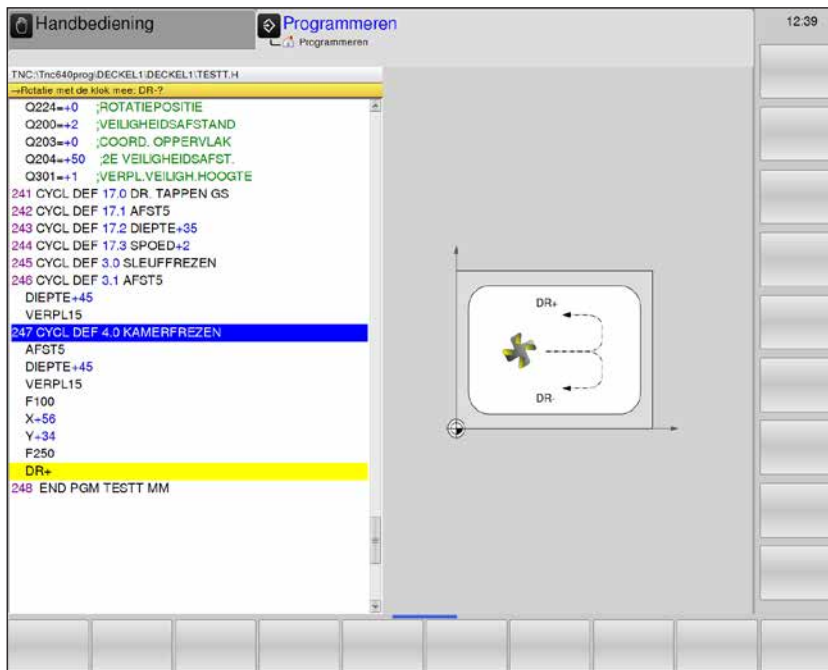 Handbediening
Programmeren
Programmeren
12:39
TNC:\Tnc640prog\DECKEL1\DECKEL1\TESTT.H
→Rotatie met de klok mee: DR-?
Q224=+0 ;ROTATIEPOSITIE
Q200=+2 ;VEILIGHEIDSAFSTAND
Q203=+0 ;COORD. OPPERVLAK
Q204=+50 ;2E VEILIGHEIDSAFST.
Q301=+1 ;VERPL.VEILIGH.HOOGTE
241 CYCL DEF 17.0 DR. TAPPEN GS
242 CYCL DEF 17.1 AFST5
243 CYCL DEF 17.2 DIEPTE+35
244 CYCL DEF 17.3 SPOED+2
245 CYCL DEF 3.0 SLEUFFREZEN
246 CYCL DEF 3.1 AFST5
DIEPTE+45
VERPL15
247 CYCL DEF 4.0 KAMERFREZEN
AFST5
DIEPTE+45
VERPL15
F100
X+56
Y+34
F250
DR+
248 END PGM TESTT MM
DR+
DR-